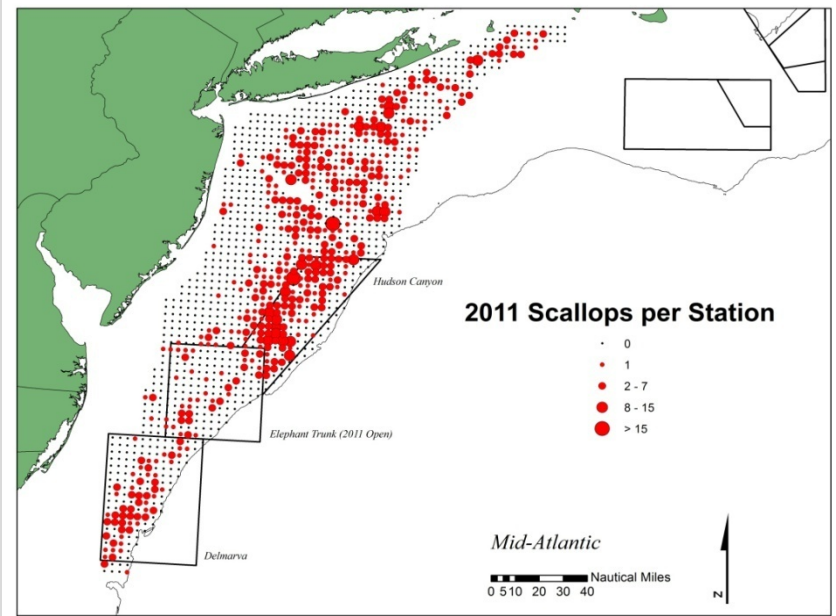 Hudson Canyon
2011 Scallops per Station
0
1
2 - 7
8 - 15
> 15
Elephant Trunk (2011 Open)
Delmarva
Mid-Atlantic
0 5 10 20 30 40 Nautical Miles
N